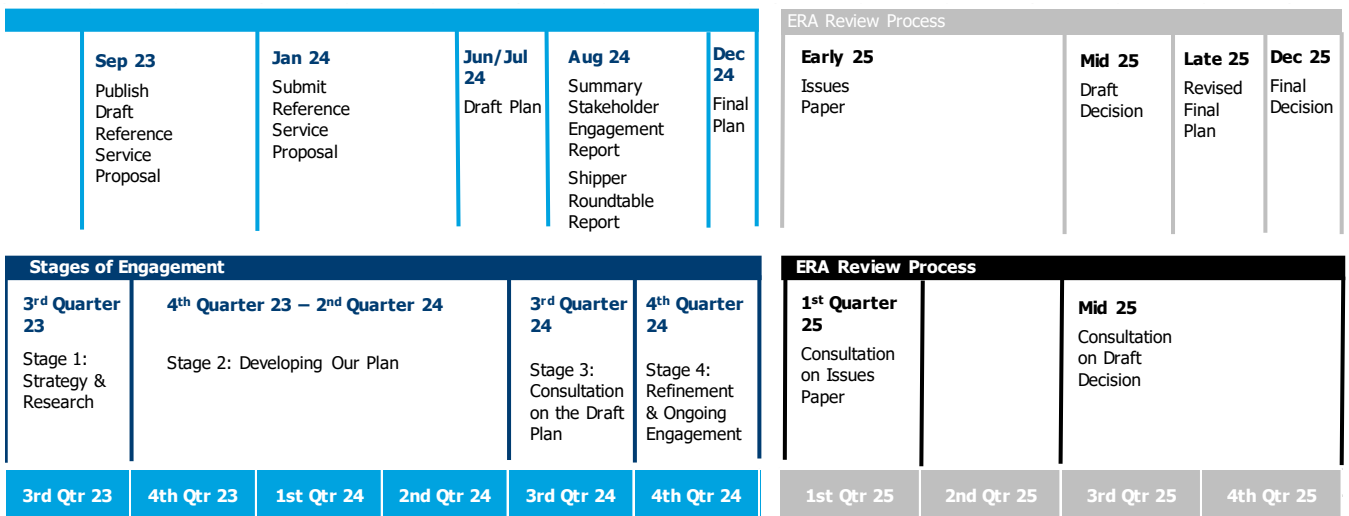 ERA Review Process
Sep 23
Publish
Draft
Reference
Service
Proposal
Jan 24
Submit
Reference
Service
Proposal
Jun/Jul
24
Draft Plan
Aug 24
Summary
Stakeholder
Engagement
Report
Shipper
Roundtable
Report
Dec
24
Final
Plan
Early 25
Issues
Paper
Mid 25
Draft
Decision
Late 25
Revised
Final
Plan
Dec 25
Final
Decision
Stages of Engagement
3rd Quarter
23
Stage 1:
Strategy &
Research
4th Quarter 23 – 2nd Quarter 24
Stage 2: Developing Our Plan
3rd Quarter
24
Stage 3:
Consultation
on the Draft
Plan
4th Quarter
24
Stage 4:
Refinement
& Ongoing
Engagement
ERA Review Process
1st Quarter
25
Consultation
on Issues
Paper
Mid 25
Consultation
on Draft
Decision
3rd Qtr 23
4th Qtr 23
1st Qtr 24
2nd Qtr 24
3rd Qtr 24
4th Qtr 24
1st Qtr 25
2nd Qtr 25
3rd Qtr 25
4th Qtr 25